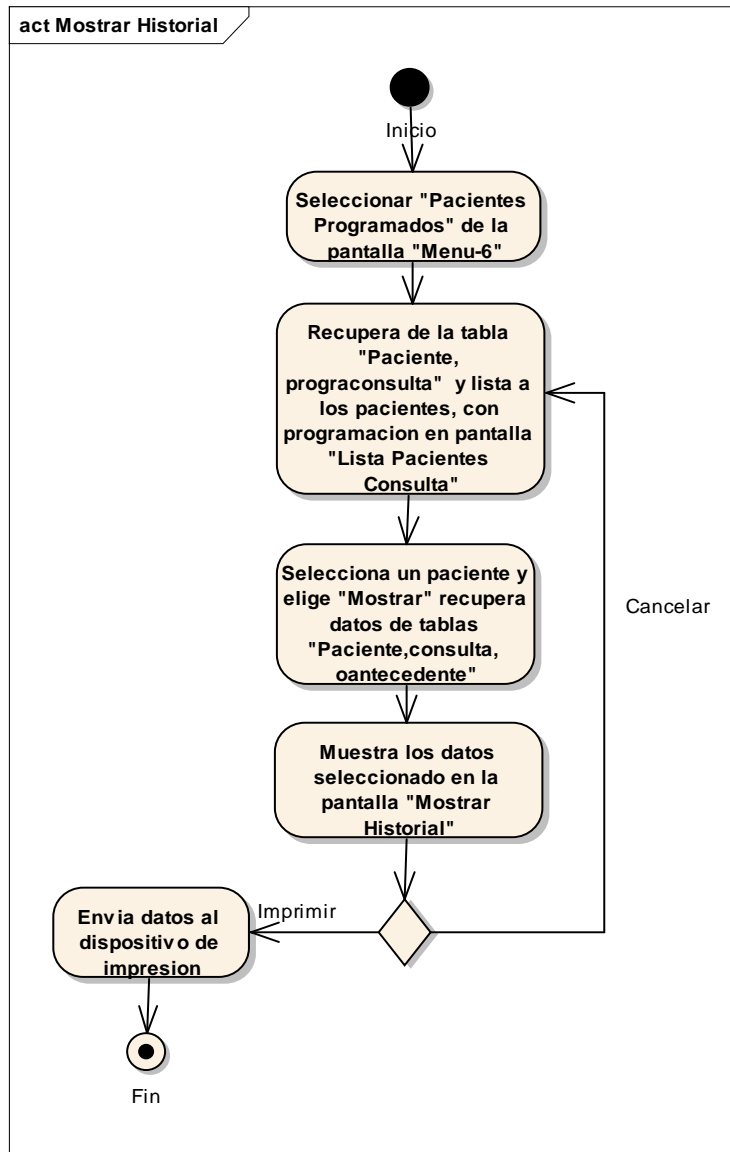 act Mostrar Historial
Inicio
Seleccionar "Pacientes
Programados" de la
pantalla "Menu-6"
Recupera de la tabla
"Paciente,
prograconsulta" y lista a
los pacientes, con
programacion en pantalla
"Lista Pacientes
Consulta"
Selecciona un paciente y
elige "Mostrar" recupera
datos de tablas
"Paciente,consulta,
oantecedente"
Cancelar
Muestra los datos
seleccionado en la
pantalla "Mostrar
Historial"
Imprimir
Envia datos al
dispositivo de
impresion
Fin